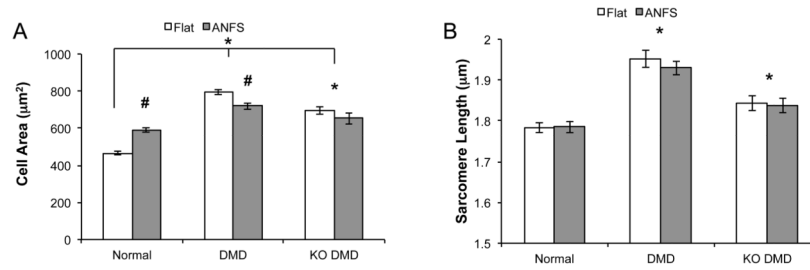 A
Flat ANFS
*
1000
800
600
400
200
0
Cell Area (μm²)
#
#
*
Normal DMD KO DMD
B
Flat ANFS
2
1.9
1.8
1.7
1.6
1.5
Sarcomere Length (μm)
*
*
Normal DMD KO DMD